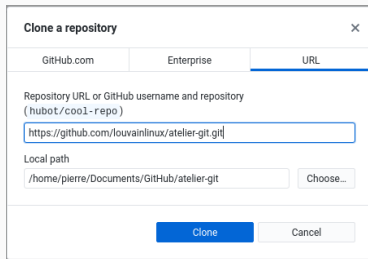 Clone a repository
×
GitHub.com Enterprise URL
Repository URL or GitHub username and repository
(hubot/cool-repo)
https://github.com/louvainlinux/atelier-git.git
Local path
/home/pierre/Documents/GitHub/atelier-git Choose...
Clone Cancel